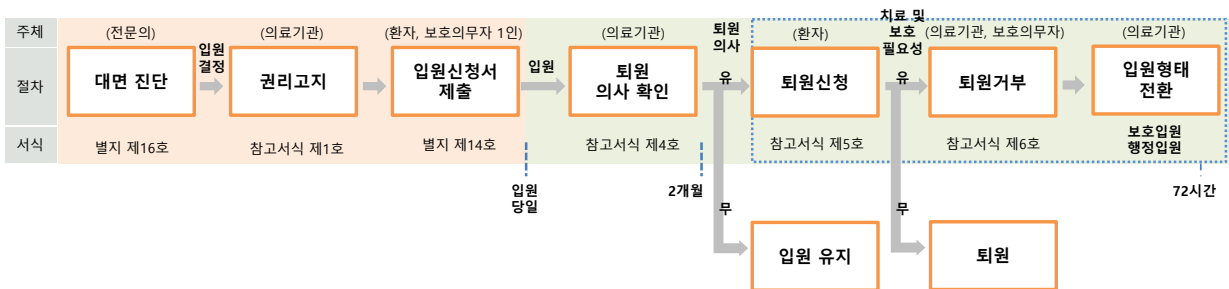 주체
(전문의)
(의료기관)
(환자, 보호의무자 1인)
(의료기관)
(환자)
(의료기관, 보호의무자)
(의료기관)
절차
대면 진단
입원
결정
권리고지
입원신청서
제출
입원
퇴원
의사 확인
퇴원
의사
유
퇴원신청
치료 및
보호
필요성
유
퇴원거부
입원형태
전환
서식
별지 제16호
참고서식 제1호
별지 제14호
참고서식 제4호
참고서식 제5호
참고서식 제6호
보호입원
행정입원
입원
당일
2개월
72시간
무
입원 유지
무
퇴원